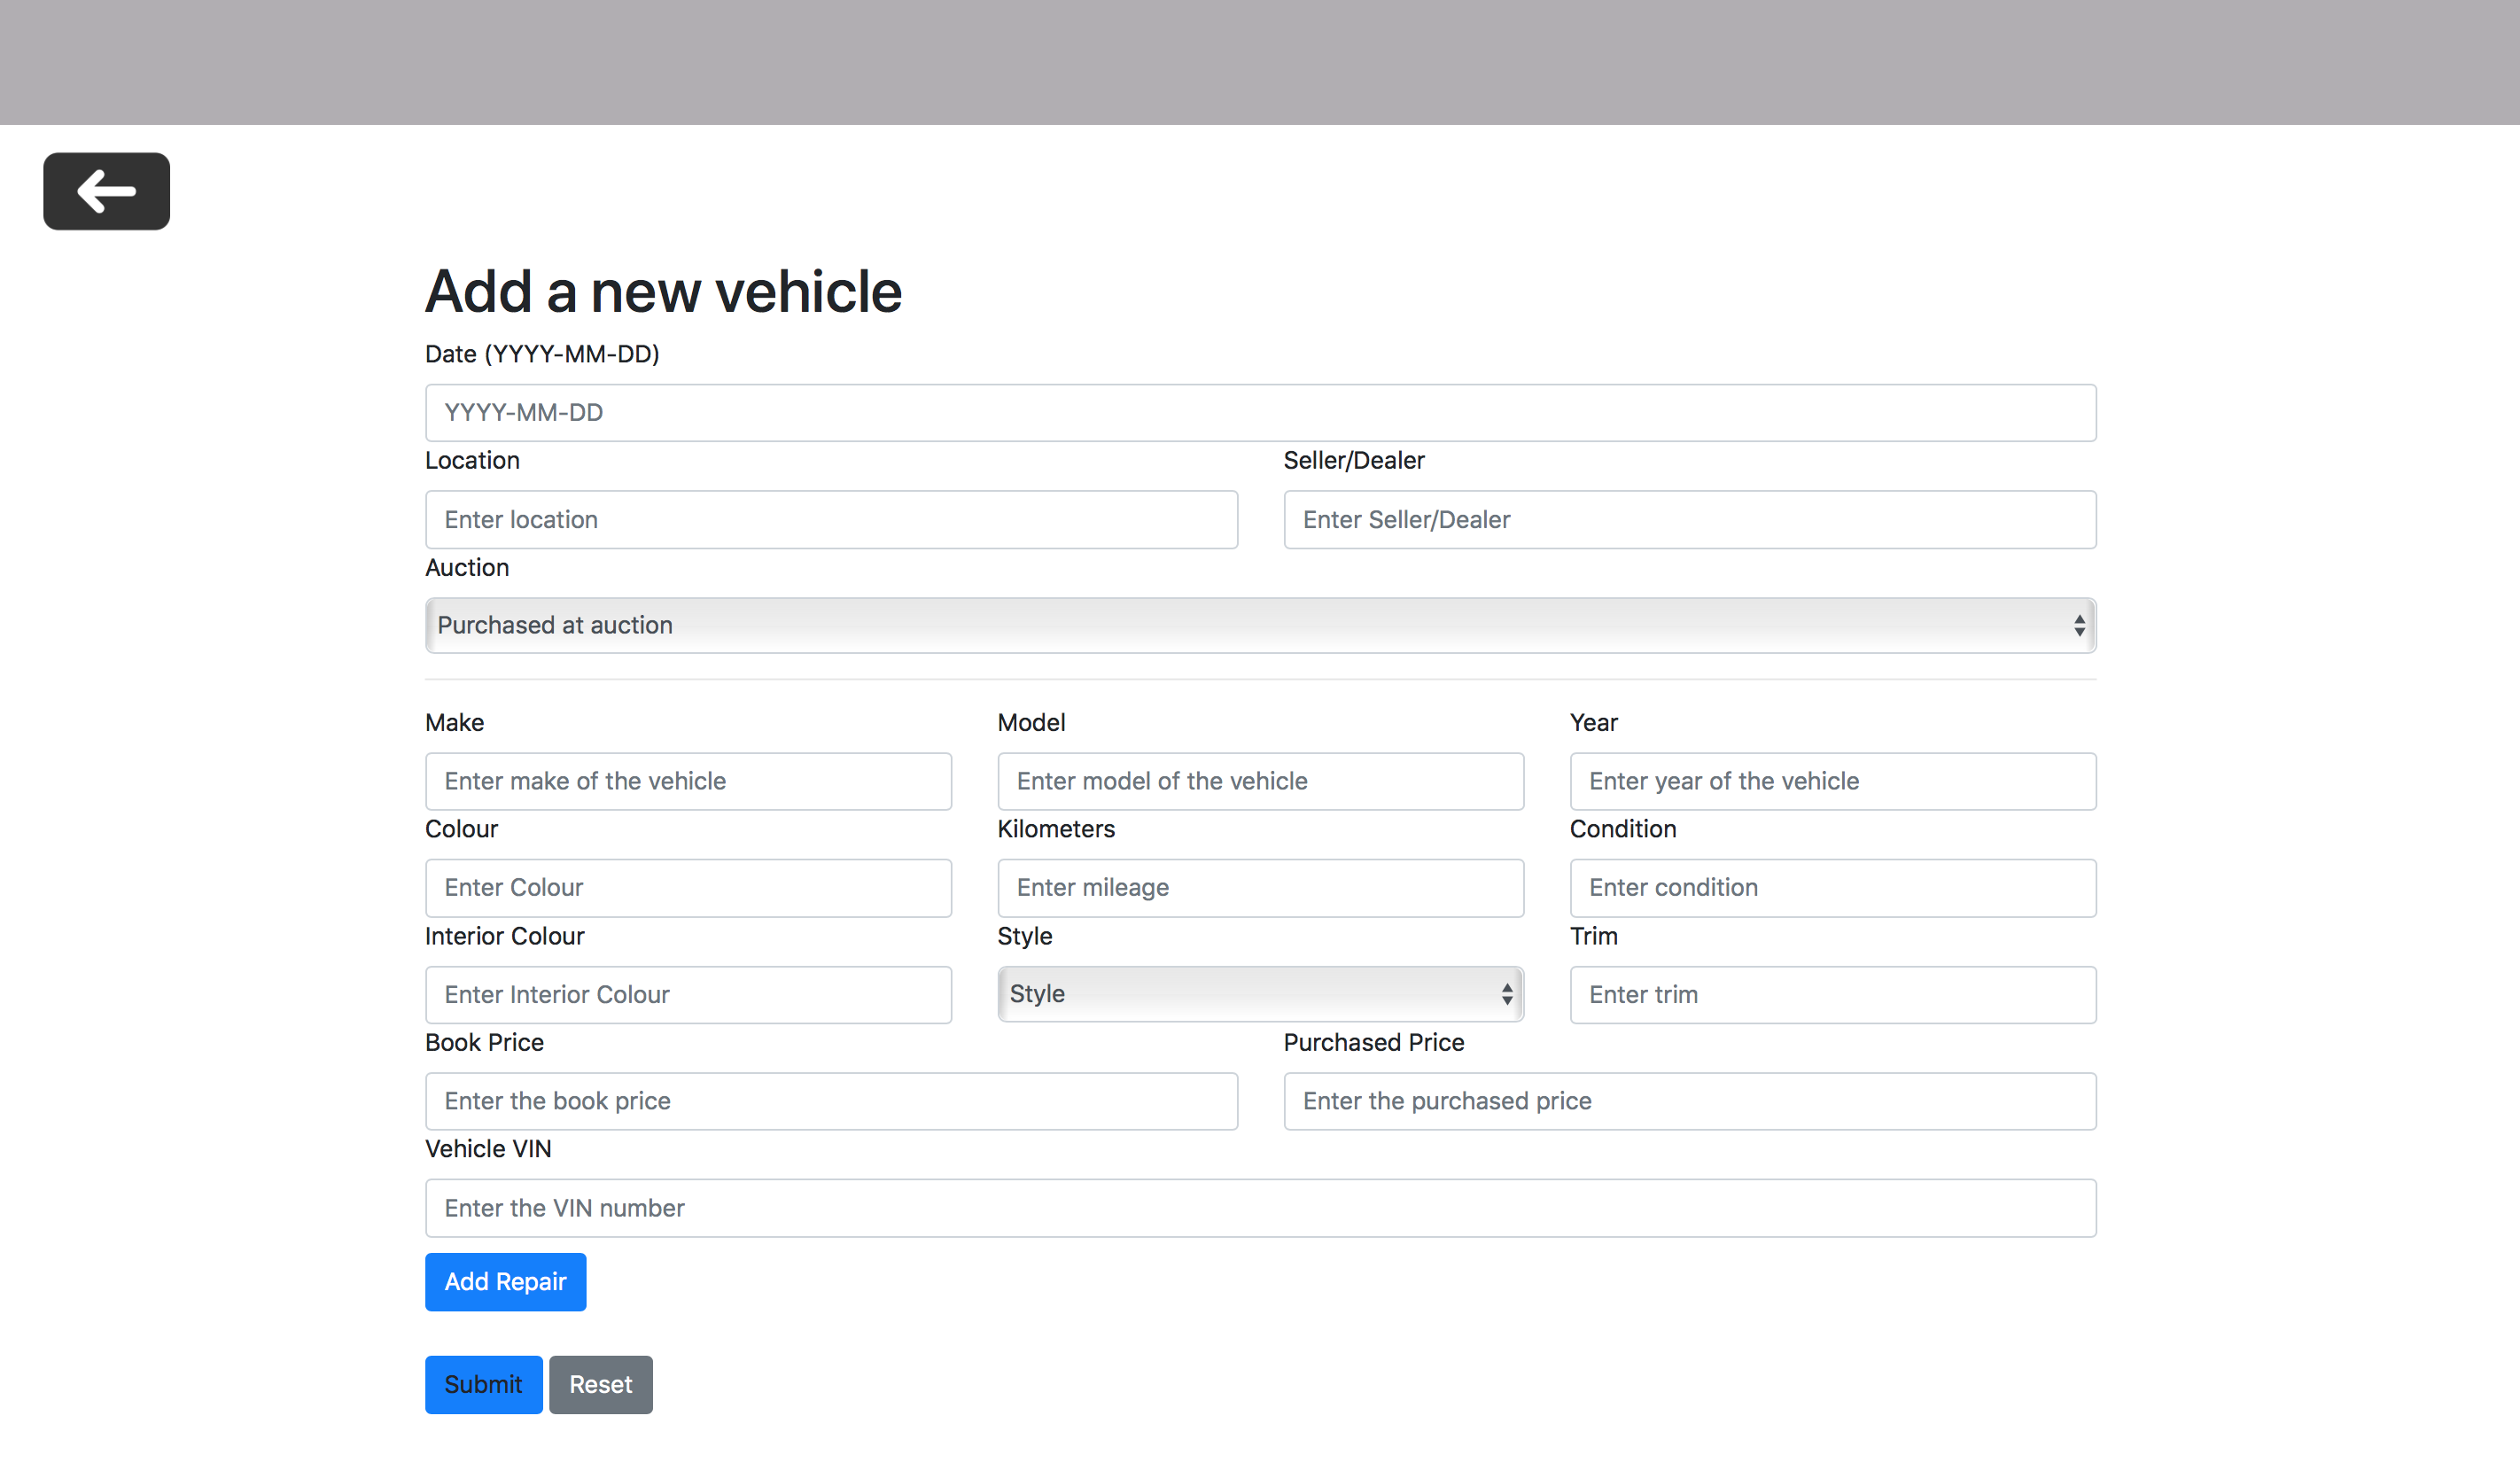 Add a new vehicle
Date (YYYY-MM-DD)
YYYY-MM-DD
Location Seller/Dealer
Enter location Enter Seller/Dealer
Auction
Purchased at auction
Make Model Year
Enter make of the vehicle Enter model of the vehicle Enter year of the vehicle
Colour Kilometers Condition
Enter Colour Enter mileage Enter condition
Interior Colour Style Trim
Enter Interior Colour Style Enter trim
Book Price Purchased Price
Enter the book price Enter the purchased price
Vehicle VIN
Enter the VIN number
Add Repair
Submit Reset